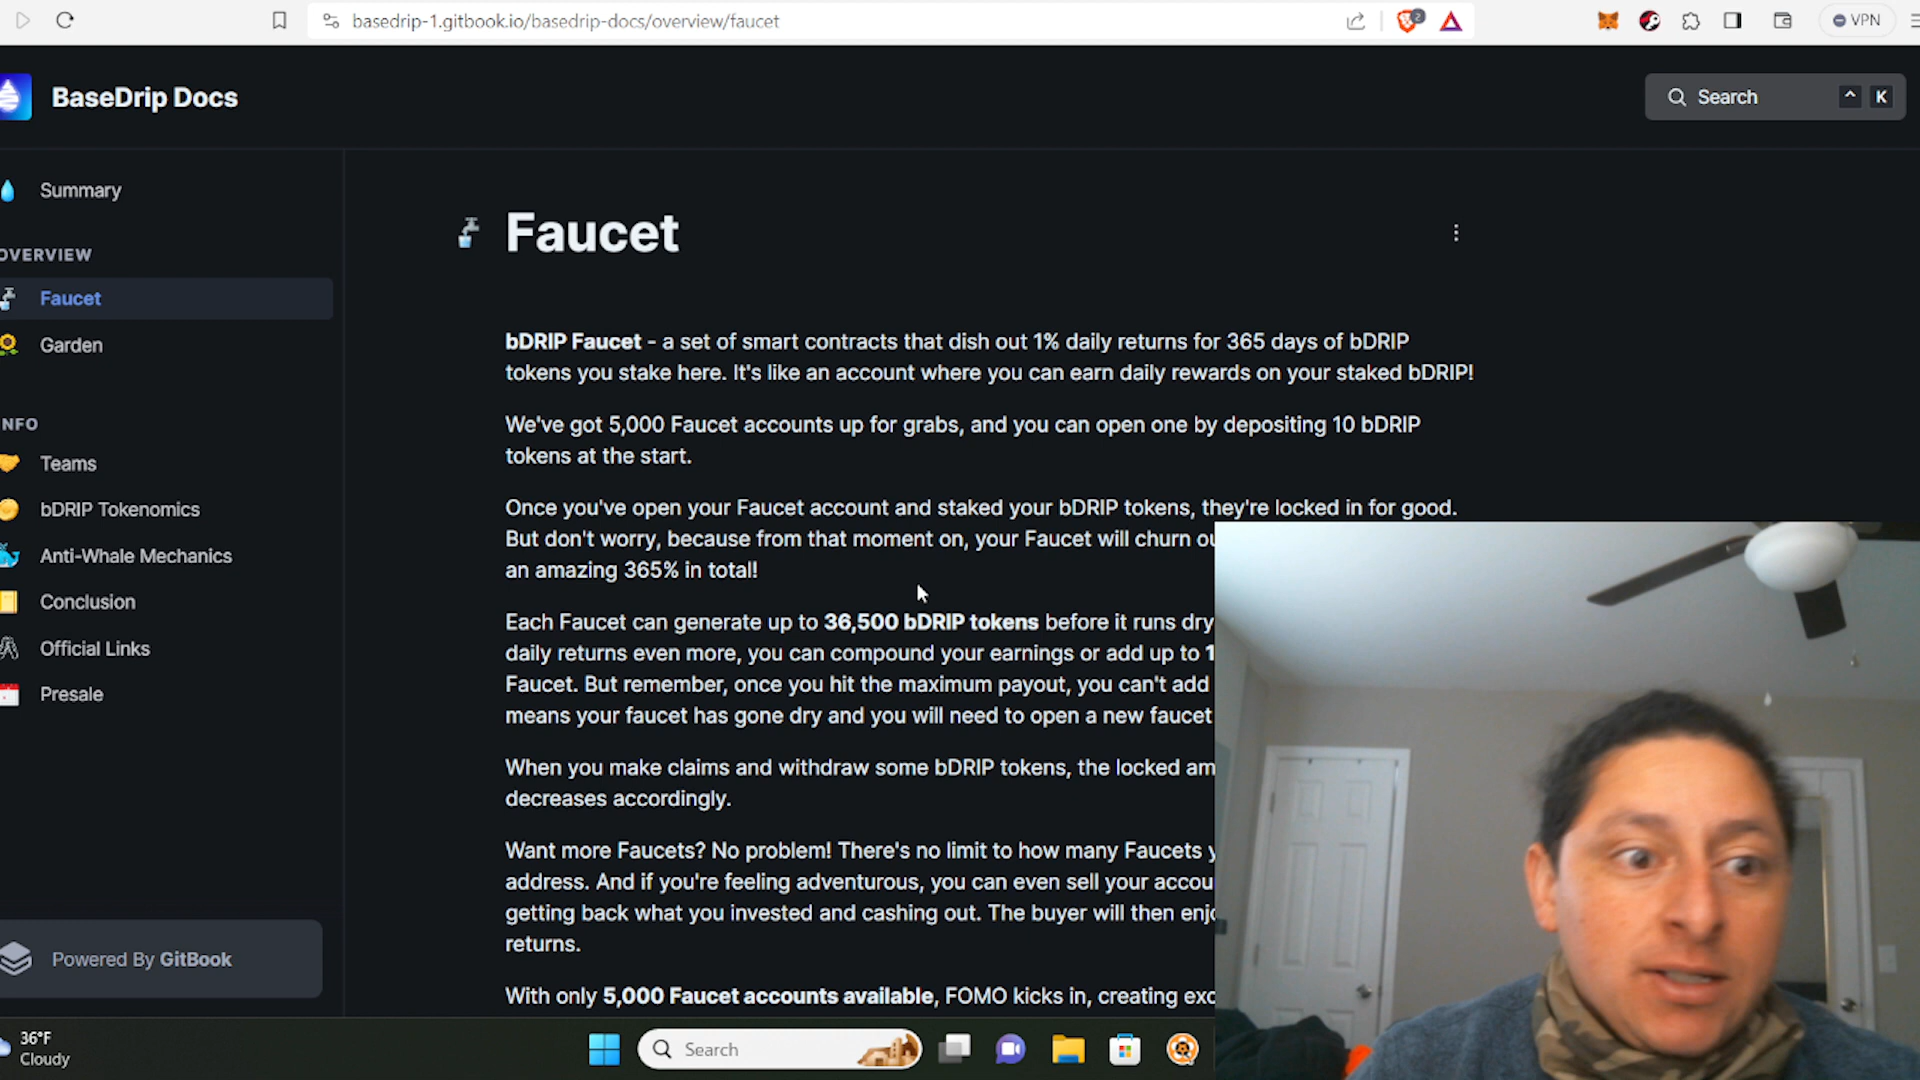 basedrip-1.gitbook.io/basedrip-docs/overview/faucet
2
VPN
BaseDrip Docs
Search
^
K
Summary
OVERVIEW
Faucet
Garden
NFO
Teams
bDRIP Tokenomics
Anti-Whale Mechanics
Conclusion
Official Links
Presale
Powered By GitBook
Faucet
bDRIP Faucet - a set of smart contracts that dish out 1% daily returns for 365 days of bDRIP
tokens you stake here. It's like an account where you can earn daily rewards on your staked bDRIP!
We've got 5,000 Faucet accounts up for grabs, and you can open one by depositing 10 bDRIP
tokens at the start.
Once you've open your Faucet account and staked your bDRIP tokens, they're locked in for good.
But don't worry, because from that moment on, your Faucet will churn
an amazing 365% in total!
Each Faucet can generate up to 36,500 bDRIP tokens before it runs dry
daily returns even more, you can compound your earnings or add up to
Faucet. But remember, once you hit the maximum payout, you can't add
means your faucet has gone dry and you will need to open a new faucet
When you make claims and withdraw some bDRIP tokens, the locked
decreases accordingly.
Want more Faucets? No problem! There's no limit to how many Faucets
address. And if you're feeling adventurous, you can even sell your
getting back what you invested and cashing out. The buyer will then
returns.
With only 5,000 Faucet accounts available, FOMO kicks in, creating
36°F
Cloudy
Search